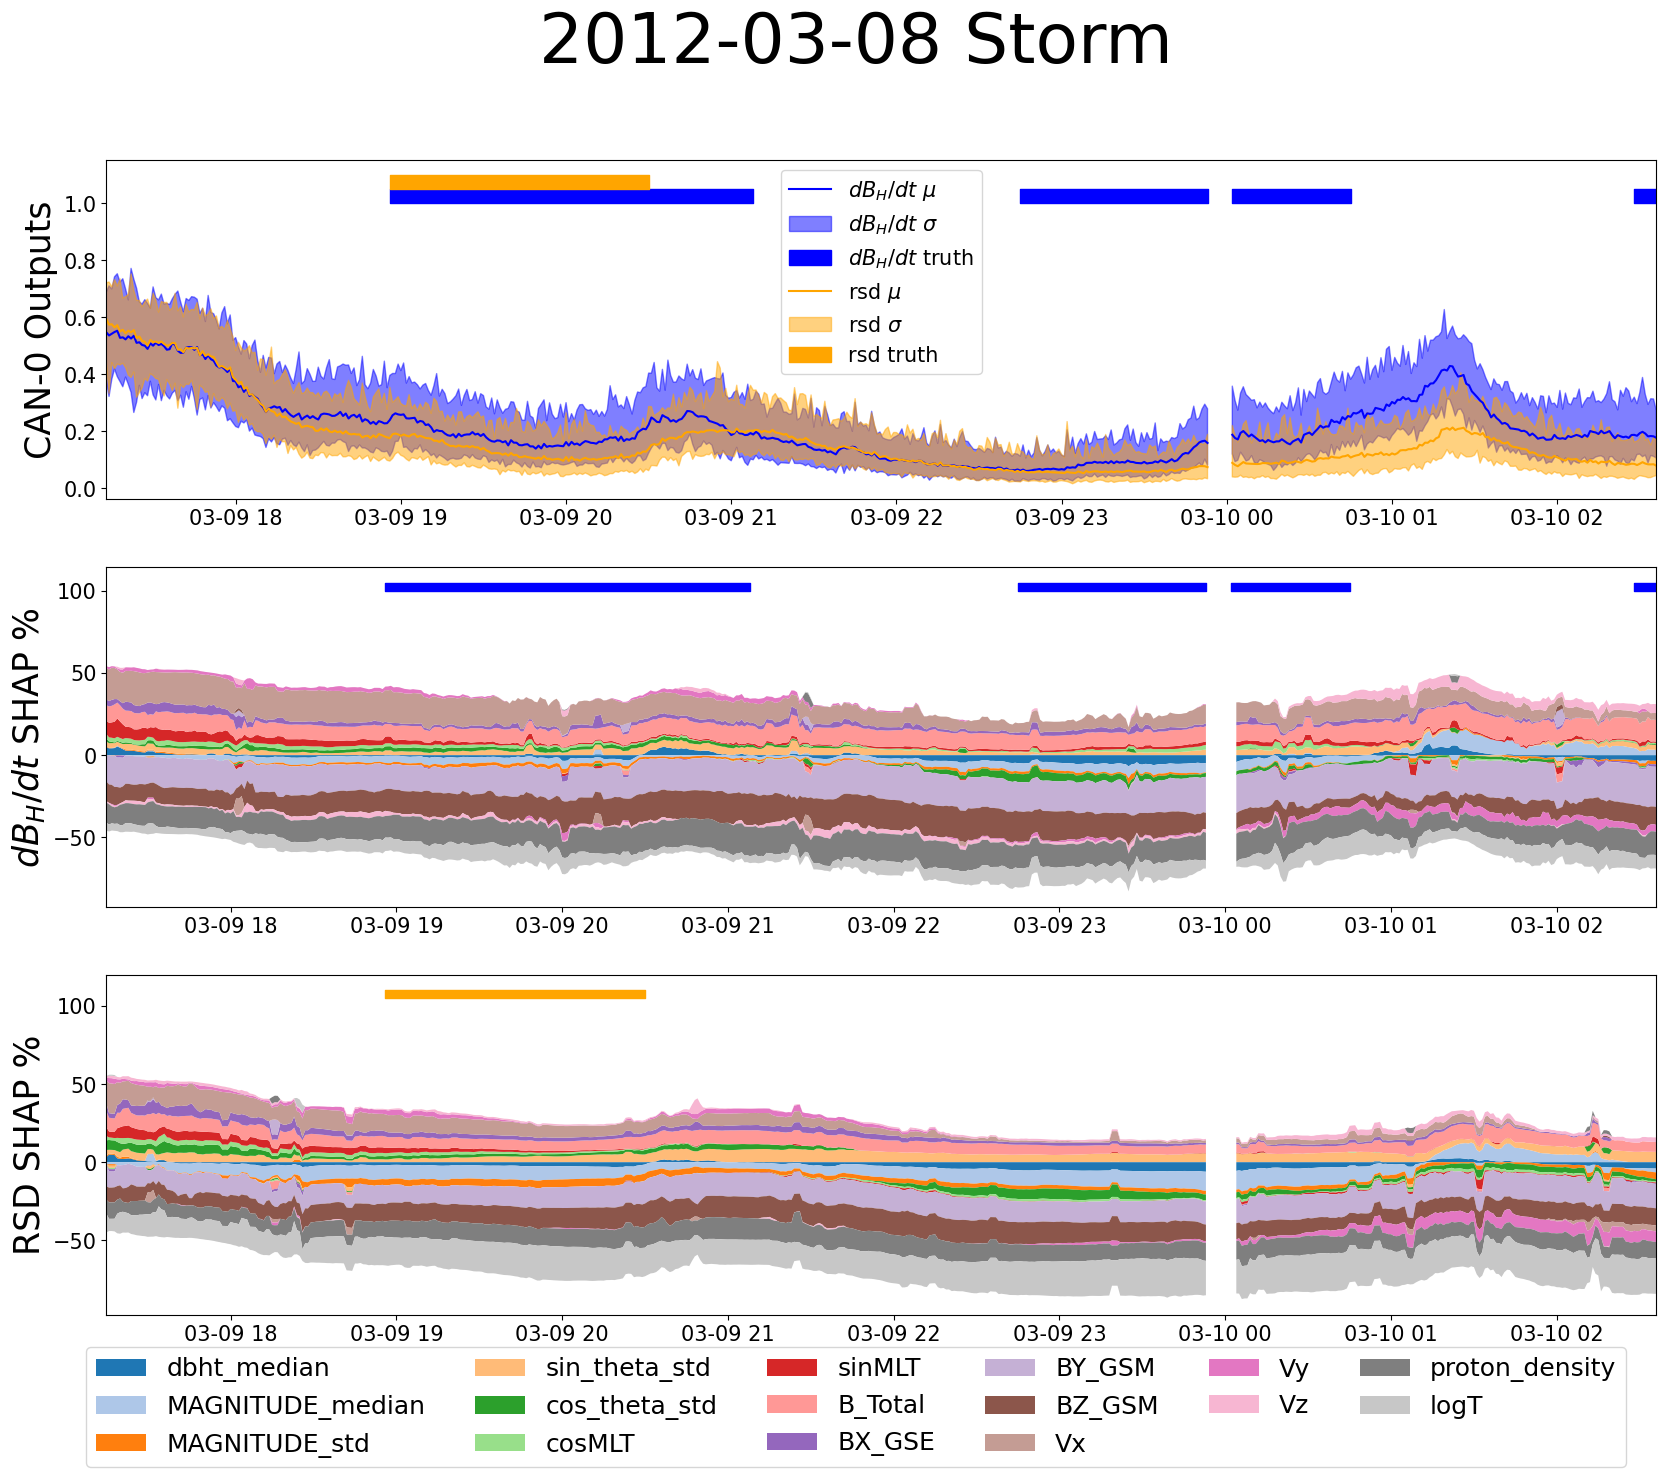 2012-03-08 Storm
CAN-0 Outputs
1.0
0.8
0.6
0.4
0.2
0.0
dB_H/dt μ
dB_H/dt σ
dB_H/dt truth
rsd μ
rsd σ
rsd truth
03-09 18 03-09 19 03-09 20 03-09 21 03-09 22 03-09 23 03-10 00 03-10 01 03-10 02
dB_H/dt SHAP %
100
50
0
−50
03-09 18 03-09 19 03-09 20 03-09 21 03-09 22 03-09 23 03-10 00 03-10 01 03-10 02
RSD SHAP %
100
50
0
−50
03-09 18 03-09 19 03-09 20 03-09 21 03-09 22 03-09 23 03-10 00 03-10 01 03-10 02
dbht_median sin_theta_std sinMLT BY_GSM Vy proton_density
MAGNITUDE_median cos_theta_std B_Total BZ_GSM Vz logT
MAGNITUDE_std cosMLT BX_GSE Vx